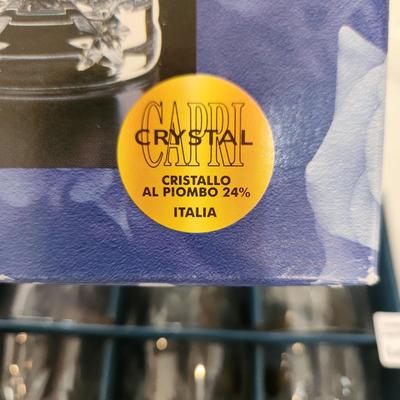 CAPRI
CRYSTAL
CRISTALLO
AL PIOMBO 24%
ITALIA